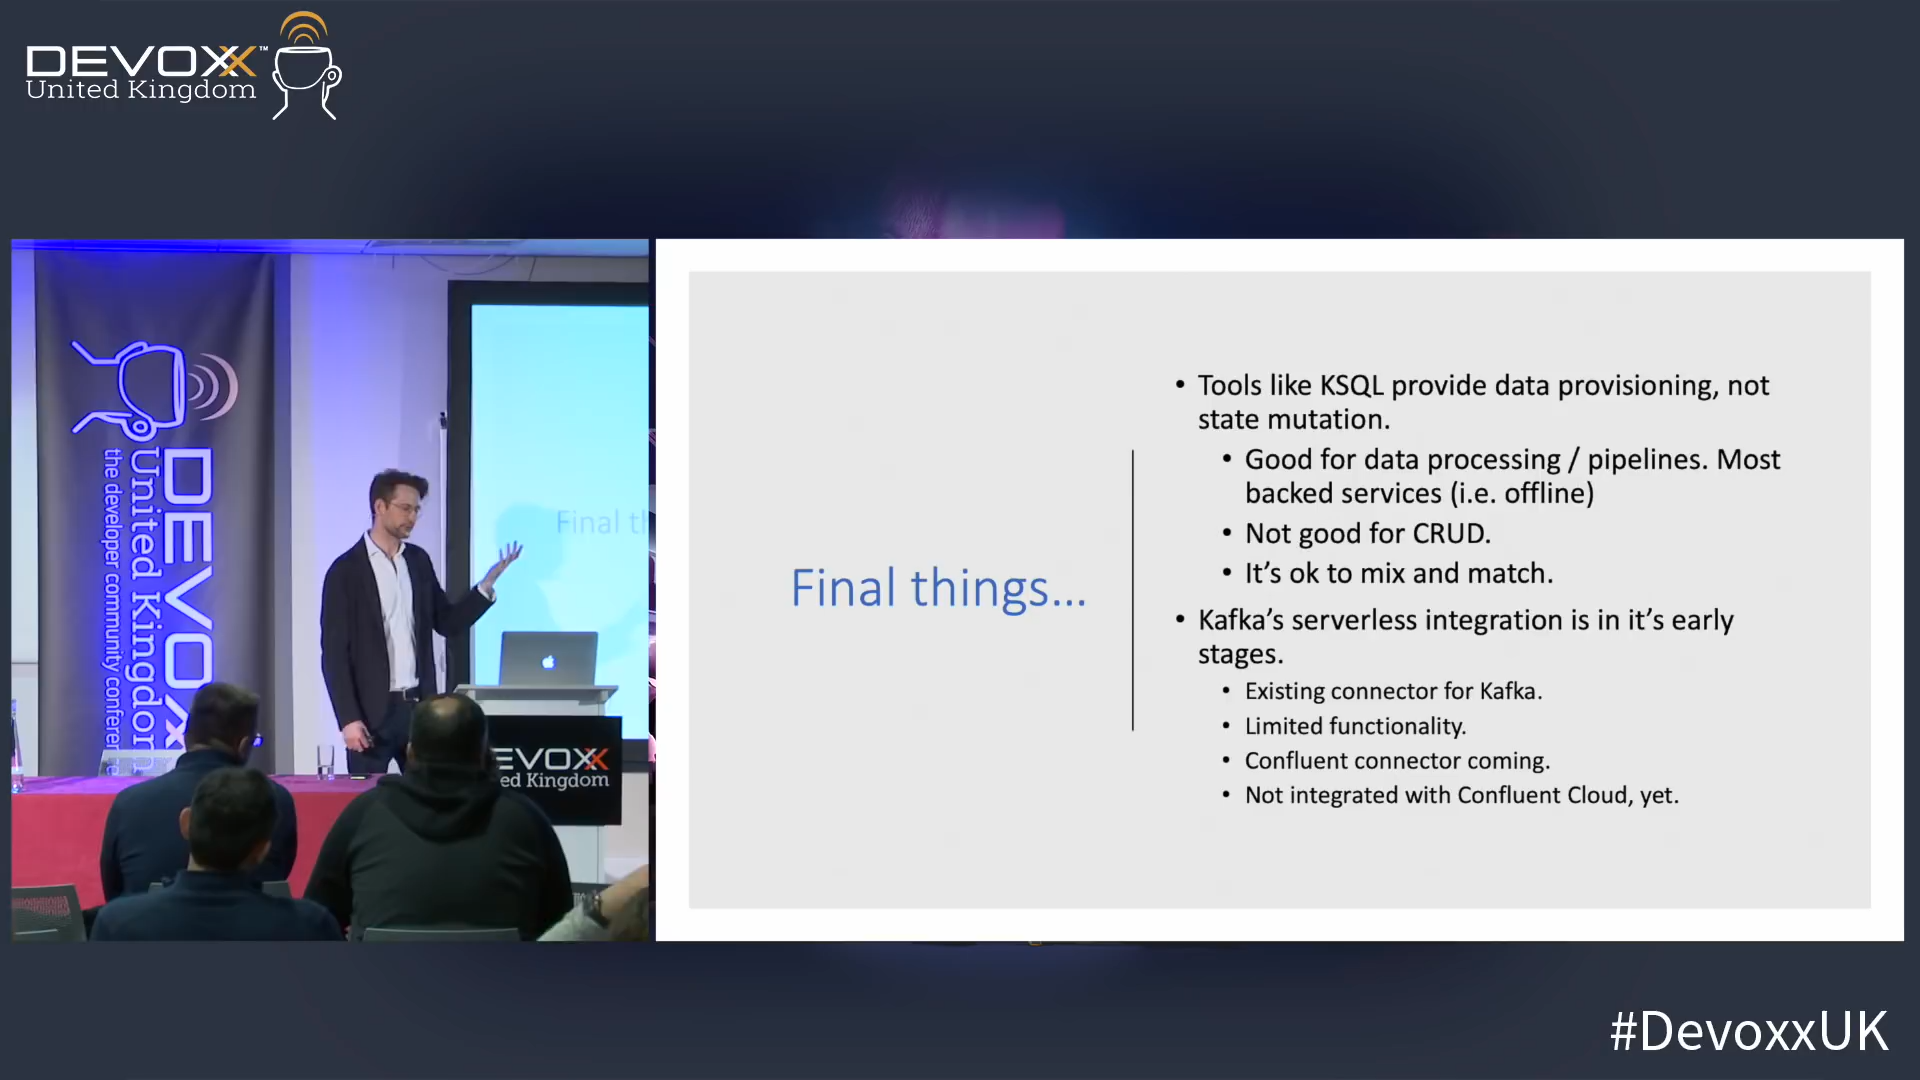 DEVOXX™
United Kingdom
DEVOXX
United Kingdom
the developer community conferen
Final th
EVOXX
ed Kingdom
Final things...
• Tools like KSQL provide data provisioning, not
state mutation.
• Good for data processing / pipelines. Most
backed services (i.e. offline)
• Not good for CRUD.
• It’s ok to mix and match.
• Kafka’s serverless integration is in it’s early
stages.
• Existing connector for Kafka.
• Limited functionality.
• Confluent connector coming.
• Not integrated with Confluent Cloud, yet.
#DevoxxUK